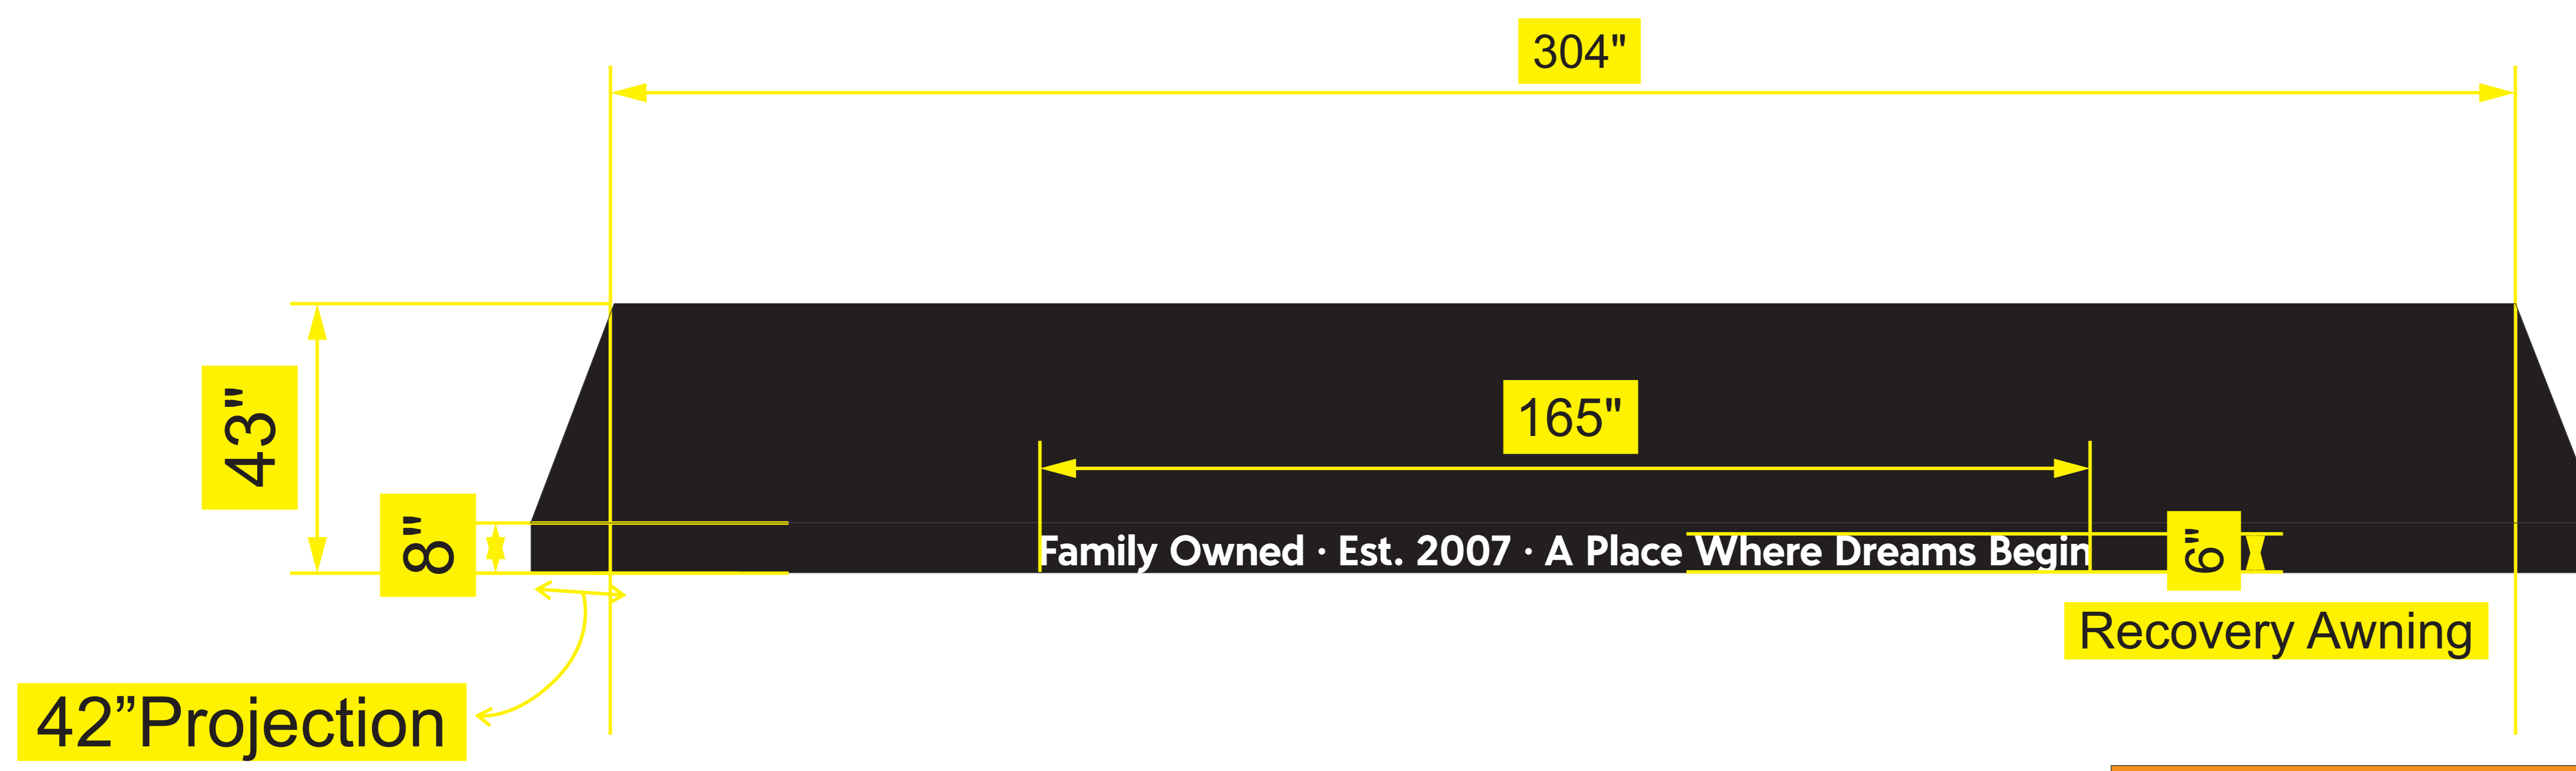 304"
43"
165"
8"
Family Owned · Est. 2007 · A Place Where Dreams Begin
6"
Recovery Awning
42”Projection